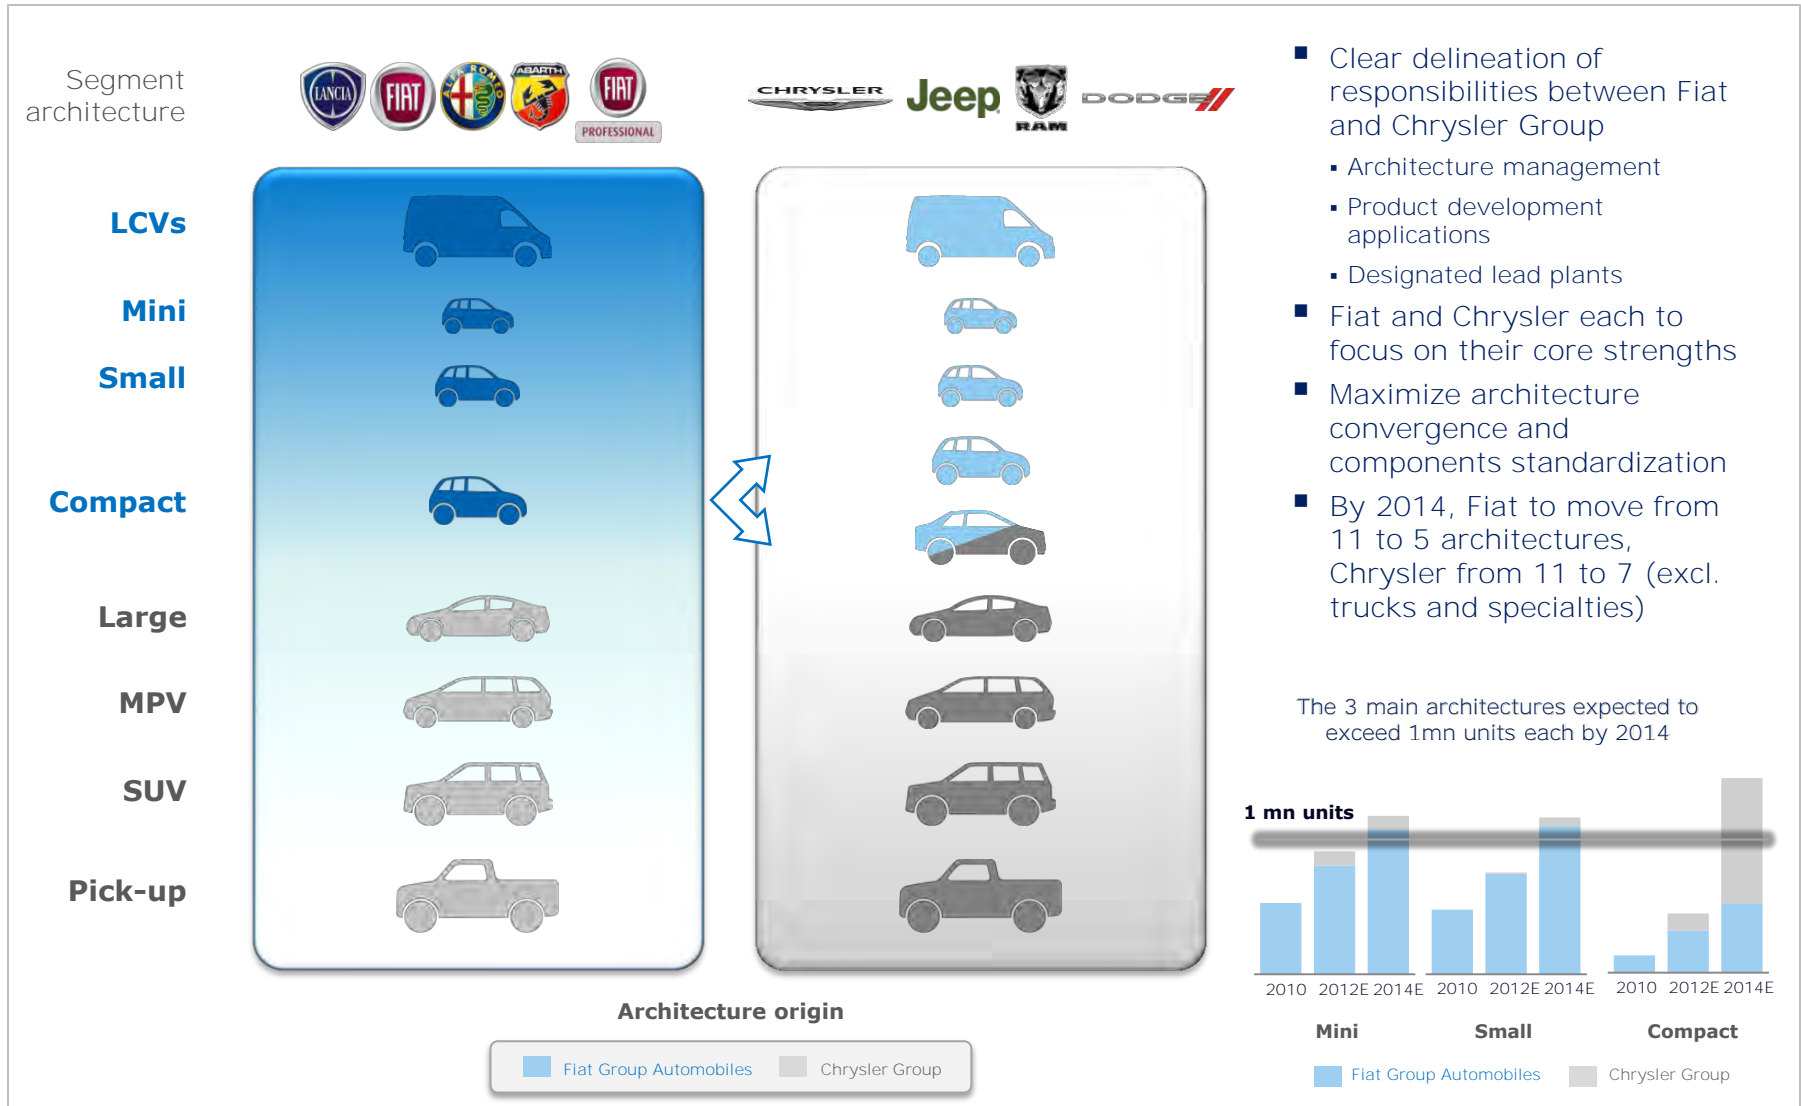 Segment
architecture
LANCIA
FIAT
ALFA ROMEO
ABARTH
FIAT
PROFESSIONAL
CHRYSLER
Jeep
RAM
DODGE
LCVs
Mini
Small
Compact
Large
MPV
SUV
Pick-up
Architecture origin
Fiat Group Automobiles
Chrysler Group
▪ Clear delineation of
responsibilities between Fiat
and Chrysler Group
▪ Architecture management
▪ Product development
applications
▪ Designated lead plants
▪ Fiat and Chrysler each to
focus on their core strengths
▪ Maximize architecture
convergence and
components standardization
▪ By 2014, Fiat to move from
11 to 5 architectures,
Chrysler from 11 to 7 (excl.
trucks and specialties)
The 3 main architectures expected to
exceed 1mn units each by 2014
1 mn units
2010 2012E 2014E 2010 2012E 2014E 2010 2012E 2014E
Mini Small Compact
Fiat Group Automobiles Chrysler Group